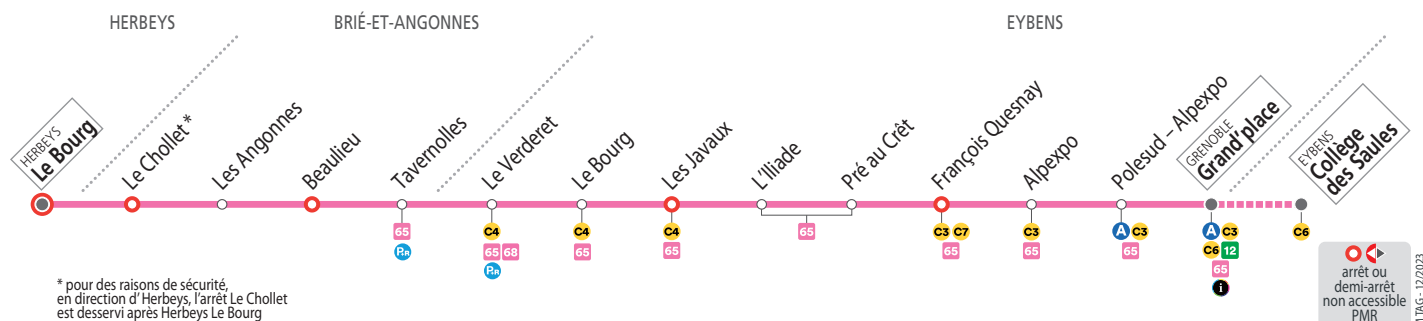 HERBEYS
BRIÉ-ET-ANGONNES
EYBENS
HERBEYS
Le Bourg
Le Chollet*
Les Angonnes
Beaulieu
Tavernolles
Le Verderet
Le Bourg
Les Javaux
L'Iliade
Pré au Crêt
François Quesnay
Alpexpo
Polesud – Alpexpo
GRENOBLE
Grand'place
EYBENS
Collège
des Saules
65
P+R
C4
65 68
P+R
C4
65
C4
65
65
C3 C7
65
C3
65
A C3
65
A C3
C6 12
65
i
C6
* pour des raisons de sécurité,
en direction d'Herbeys, l'arrêt Le Chollet
est desservi après Herbeys Le Bourg
arrêt ou
demi-arrêt
non accessible
PMR
TAG - 12/2023